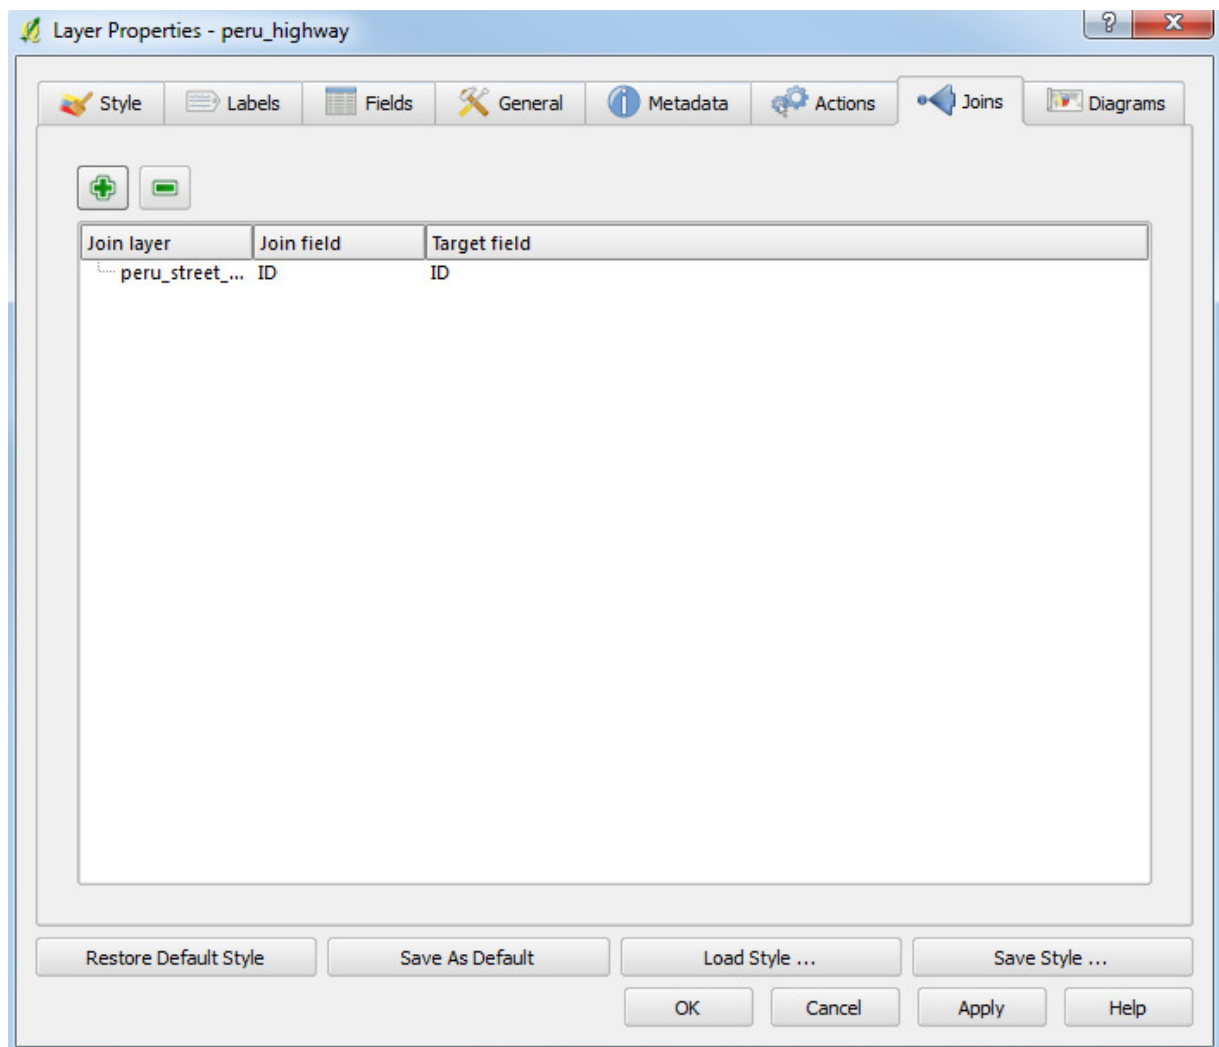 Layer Properties - peru_highway
Style Labels Fields General Metadata Actions Joins Diagrams
Join layer Join field Target field
peru_street_... ID ID
Restore Default Style Save As Default Load Style ... Save Style ...
OK Cancel Apply Help